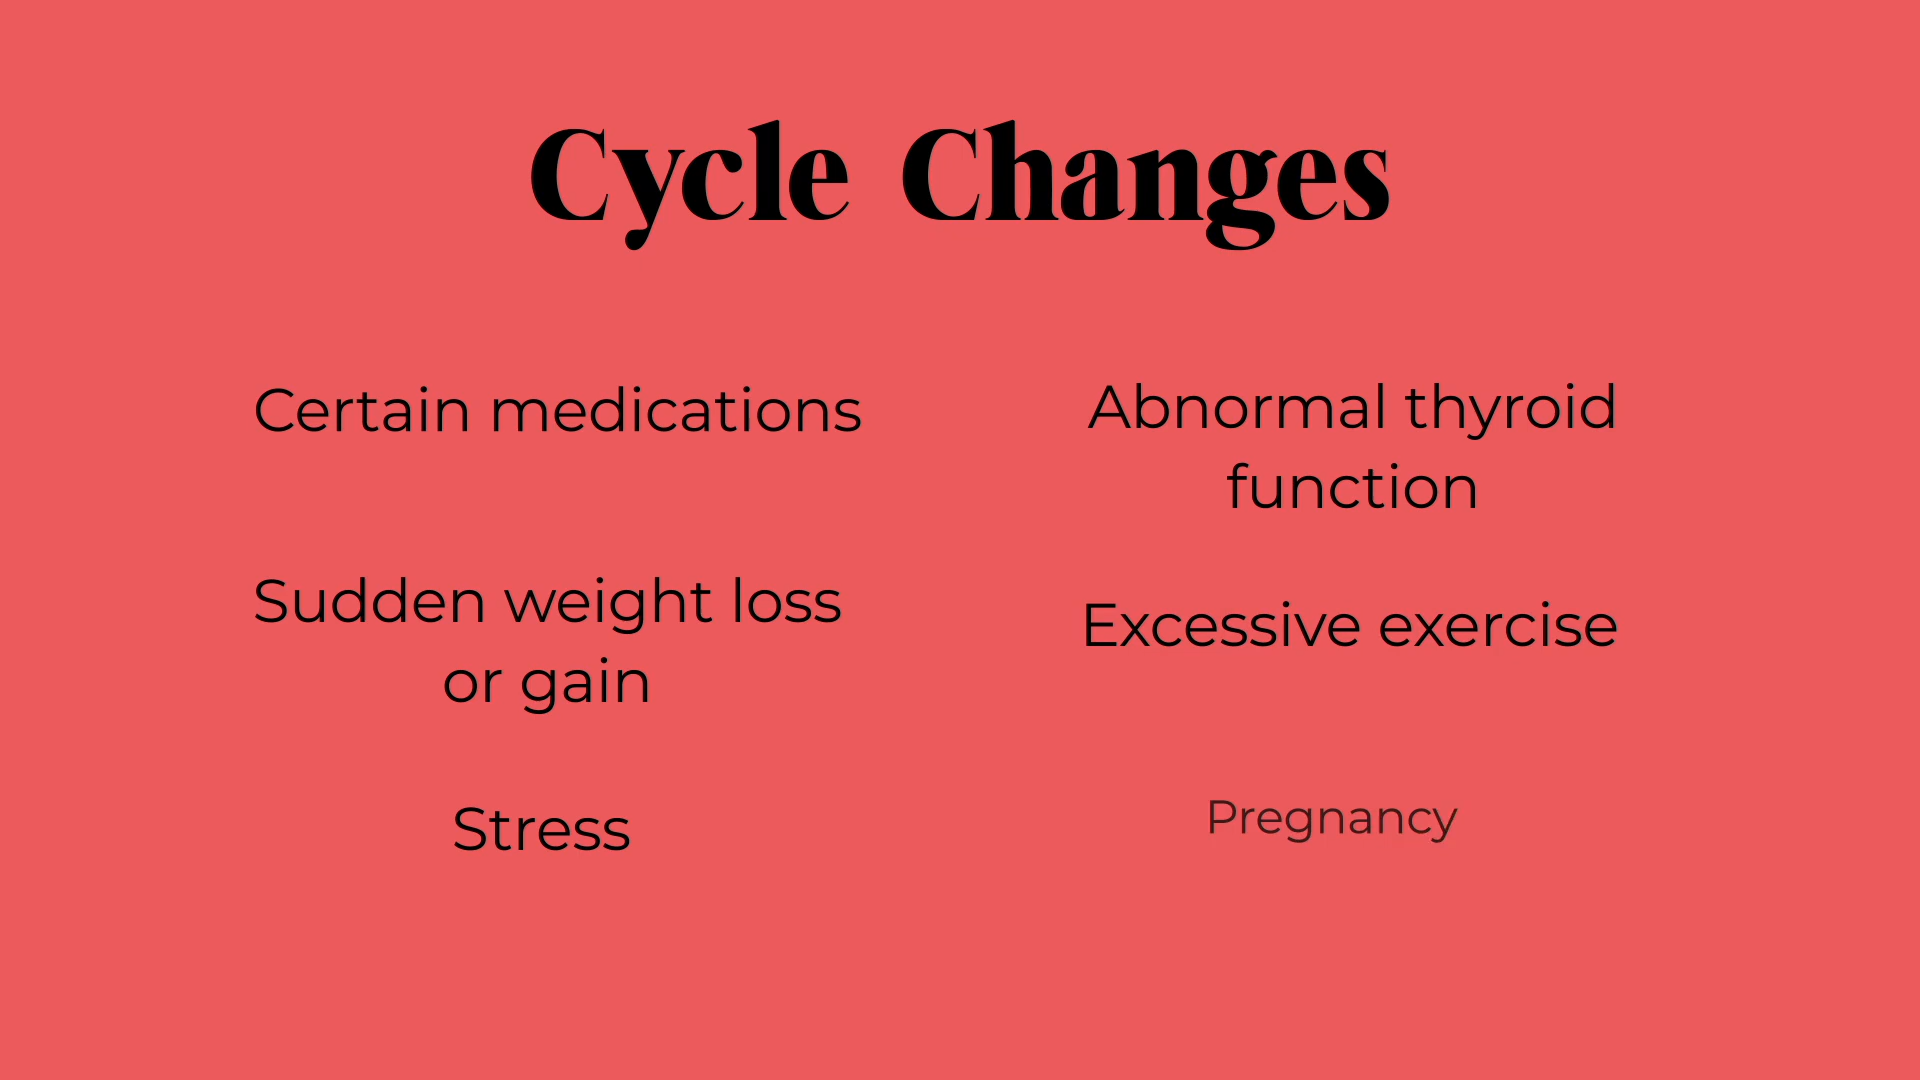 Cycle Changes
Certain medications
Abnormal thyroid
function
Sudden weight loss
or gain
Excessive exercise
Stress
Pregnancy